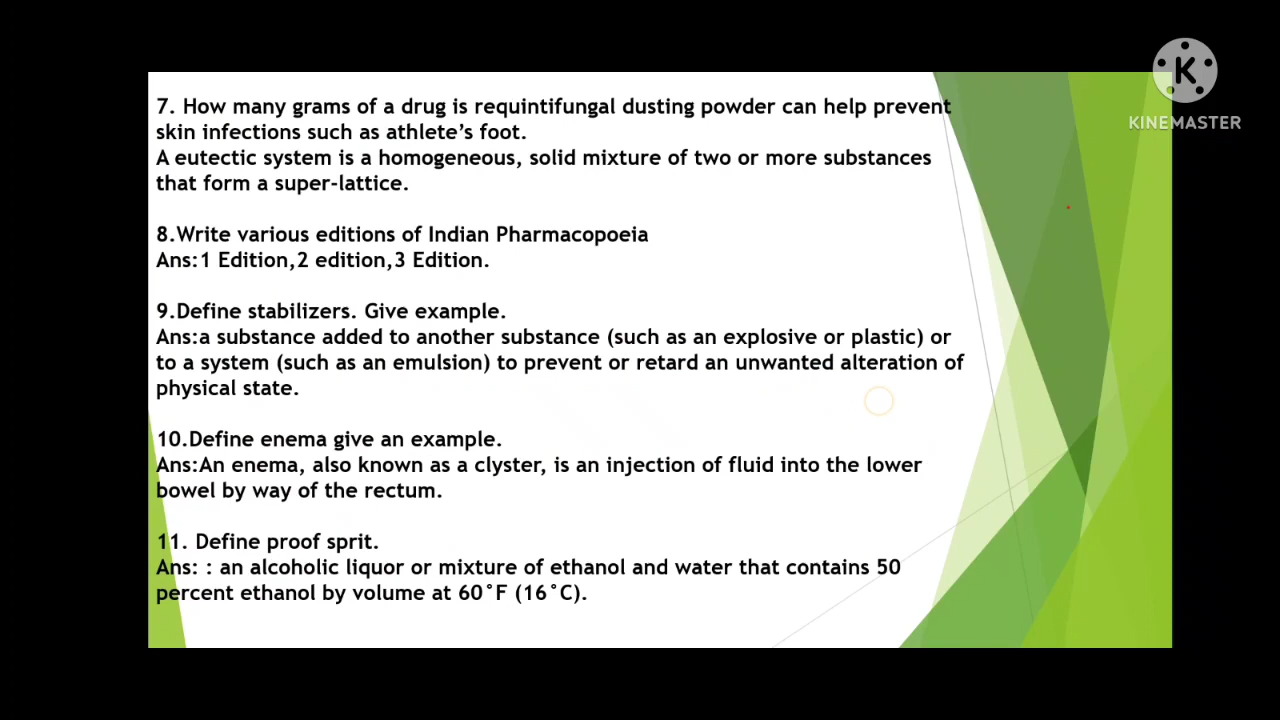 7. How many grams of a drug is requintifungal dusting powder can help prevent
skin infections such as athlete’s foot.
A eutectic system is a homogeneous, solid mixture of two or more substances
that form a super-lattice.
8.Write various editions of Indian Pharmacopoeia
Ans:1 Edition,2 edition,3 Edition.
9.Define stabilizers. Give example.
Ans:a substance added to another substance (such as an explosive or plastic) or
to a system (such as an emulsion) to prevent or retard an unwanted alteration of
physical state.
10.Define enema give an example.
Ans:An enema, also known as a clyster, is an injection of fluid into the lower
bowel by way of the rectum.
11. Define proof sprit.
Ans: : an alcoholic liquor or mixture of ethanol and water that contains 50
percent ethanol by volume at 60˚F (16˚C).
K
KINEMASTER